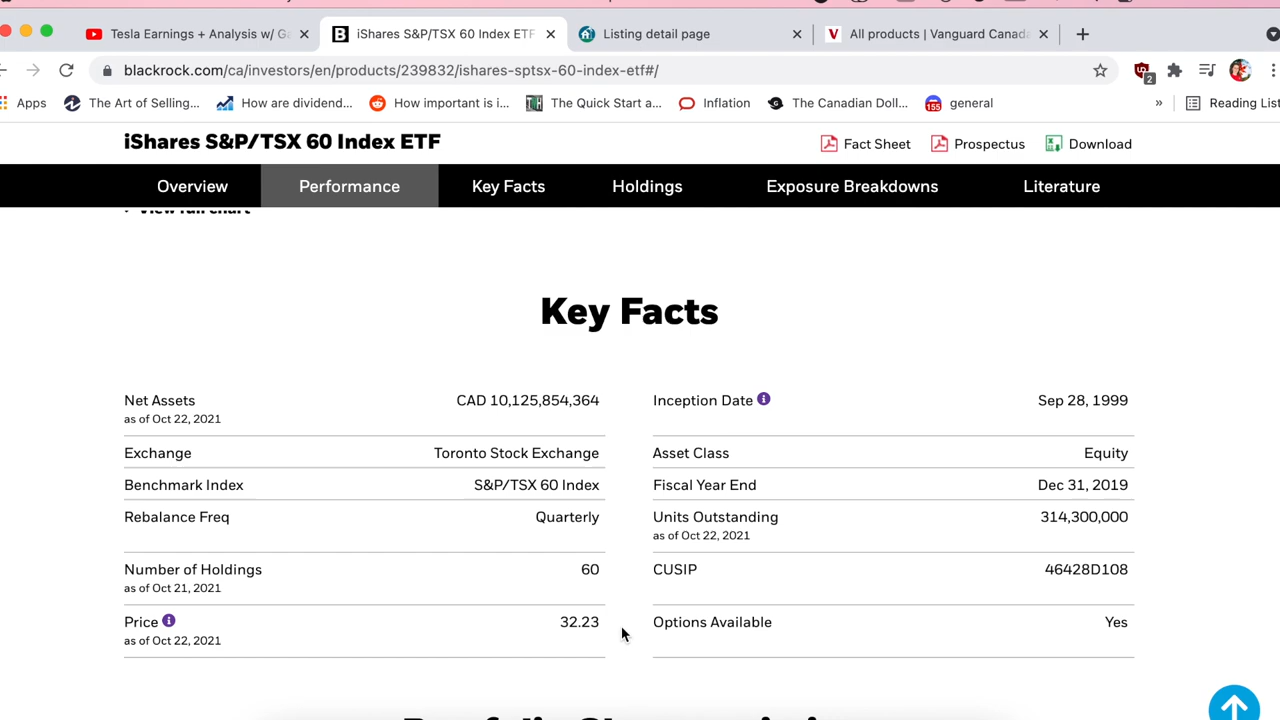 Tesla Earnings + Analysis w/ G
iShares S&P/TSX 60 Index ETF
Listing detail page
All products | Vanguard Canada
blackrock.com/ca/investors/en/products/239832/ishares-sptsx-60-index-etf#/
2
Apps
The Art of Selling...
How are dividend...
How important is i...
The Quick Start a...
Inflation
The Canadian Doll...
155
general
»
Reading List
iShares S&P/TSX 60 Index ETF
Fact Sheet
Prospectus
Download
Overview
Performance
Key Facts
Holdings
Exposure Breakdowns
Literature
View full chart
Key Facts
Net Assets
as of Oct 22, 2021
CAD 10,125,854,364
Inception Date
Sep 28, 1999
Exchange
Toronto Stock Exchange
Asset Class
Equity
Benchmark Index
S&P/TSX 60 Index
Fiscal Year End
Dec 31, 2019
Rebalance Freq
Quarterly
Units Outstanding
as of Oct 22, 2021
314,300,000
Number of Holdings
as of Oct 21, 2021
60
CUSIP
46428D108
Price
as of Oct 22, 2021
32.23
Options Available
Yes